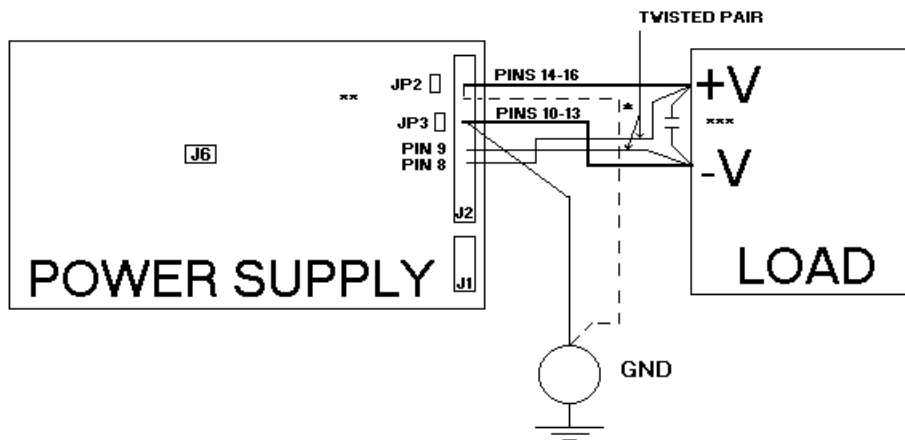 TWISTED PAIR
JP2
PINS 14-16
+V
**
*
JP3
PINS 10-13
***
PIN 9
J6
PIN 8
-V
J2
POWER SUPPLY
J1
LOAD
GND